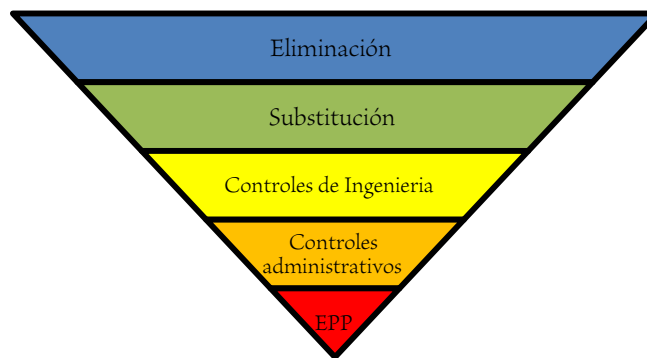 Eliminación
Substitución
Controles de Ingenieria
Controles
administrativos
EPP